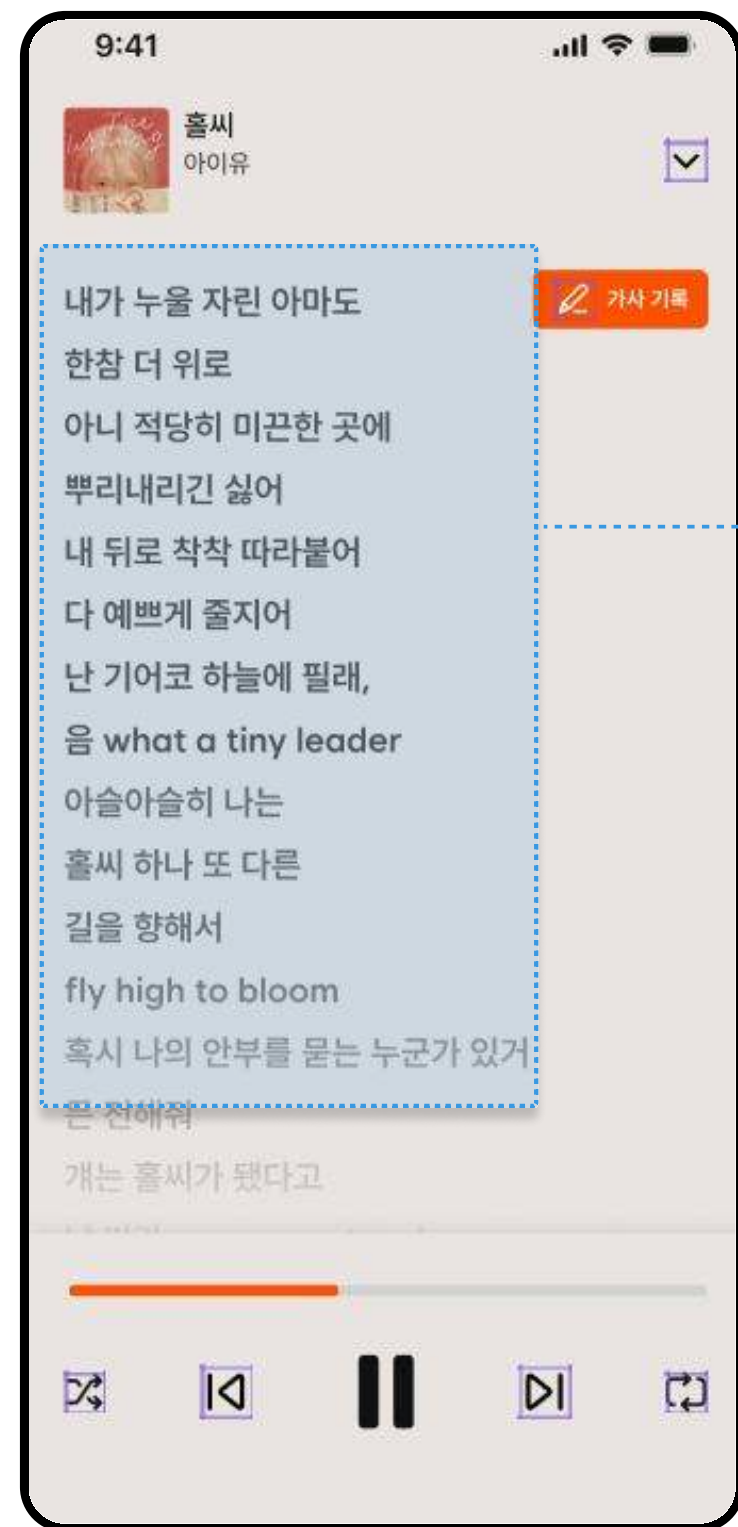 9:41
홀씨
아이유
가사 기록
내가 누울 자린 아마도
한참 더 위로
아니 적당히 미끈한 곳에
뿌리내리긴 싫어
내 뒤로 착착 따라붙어
다 예쁘게 줄지어
난 기어코 하늘에 필래,
음 what a tiny leader
아슬아슬히 나는
홀씨 하나 또 다른
길을 향해서
fly high to bloom
혹시 나의 안부를 묻는 누군가 있거
든 전해줘
걔는 홀씨가 됐다고